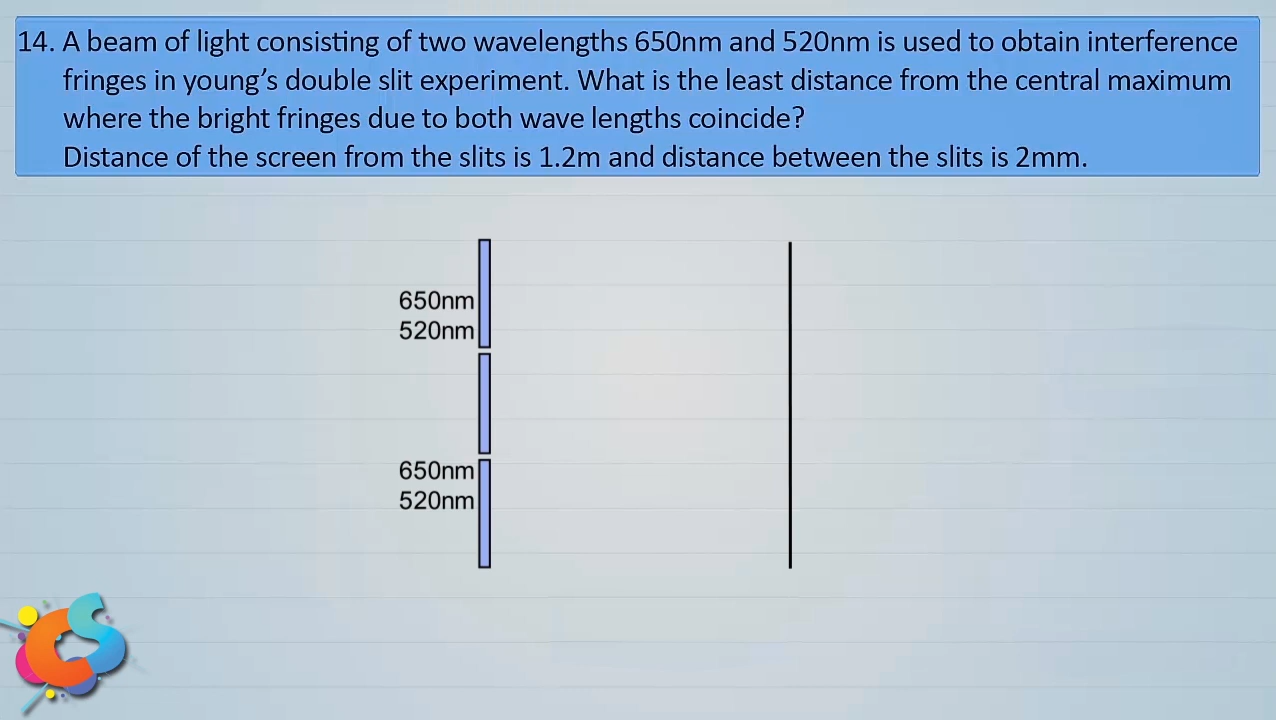 14. A beam of light consisting of two wavelengths 650nm and 520nm is used to obtain interference
fringes in young’s double slit experiment. What is the least distance from the central maximum
where the bright fringes due to both wave lengths coincide?
Distance of the screen from the slits is 1.2m and distance between the slits is 2mm.
650nm
520nm
650nm
520nm
CS